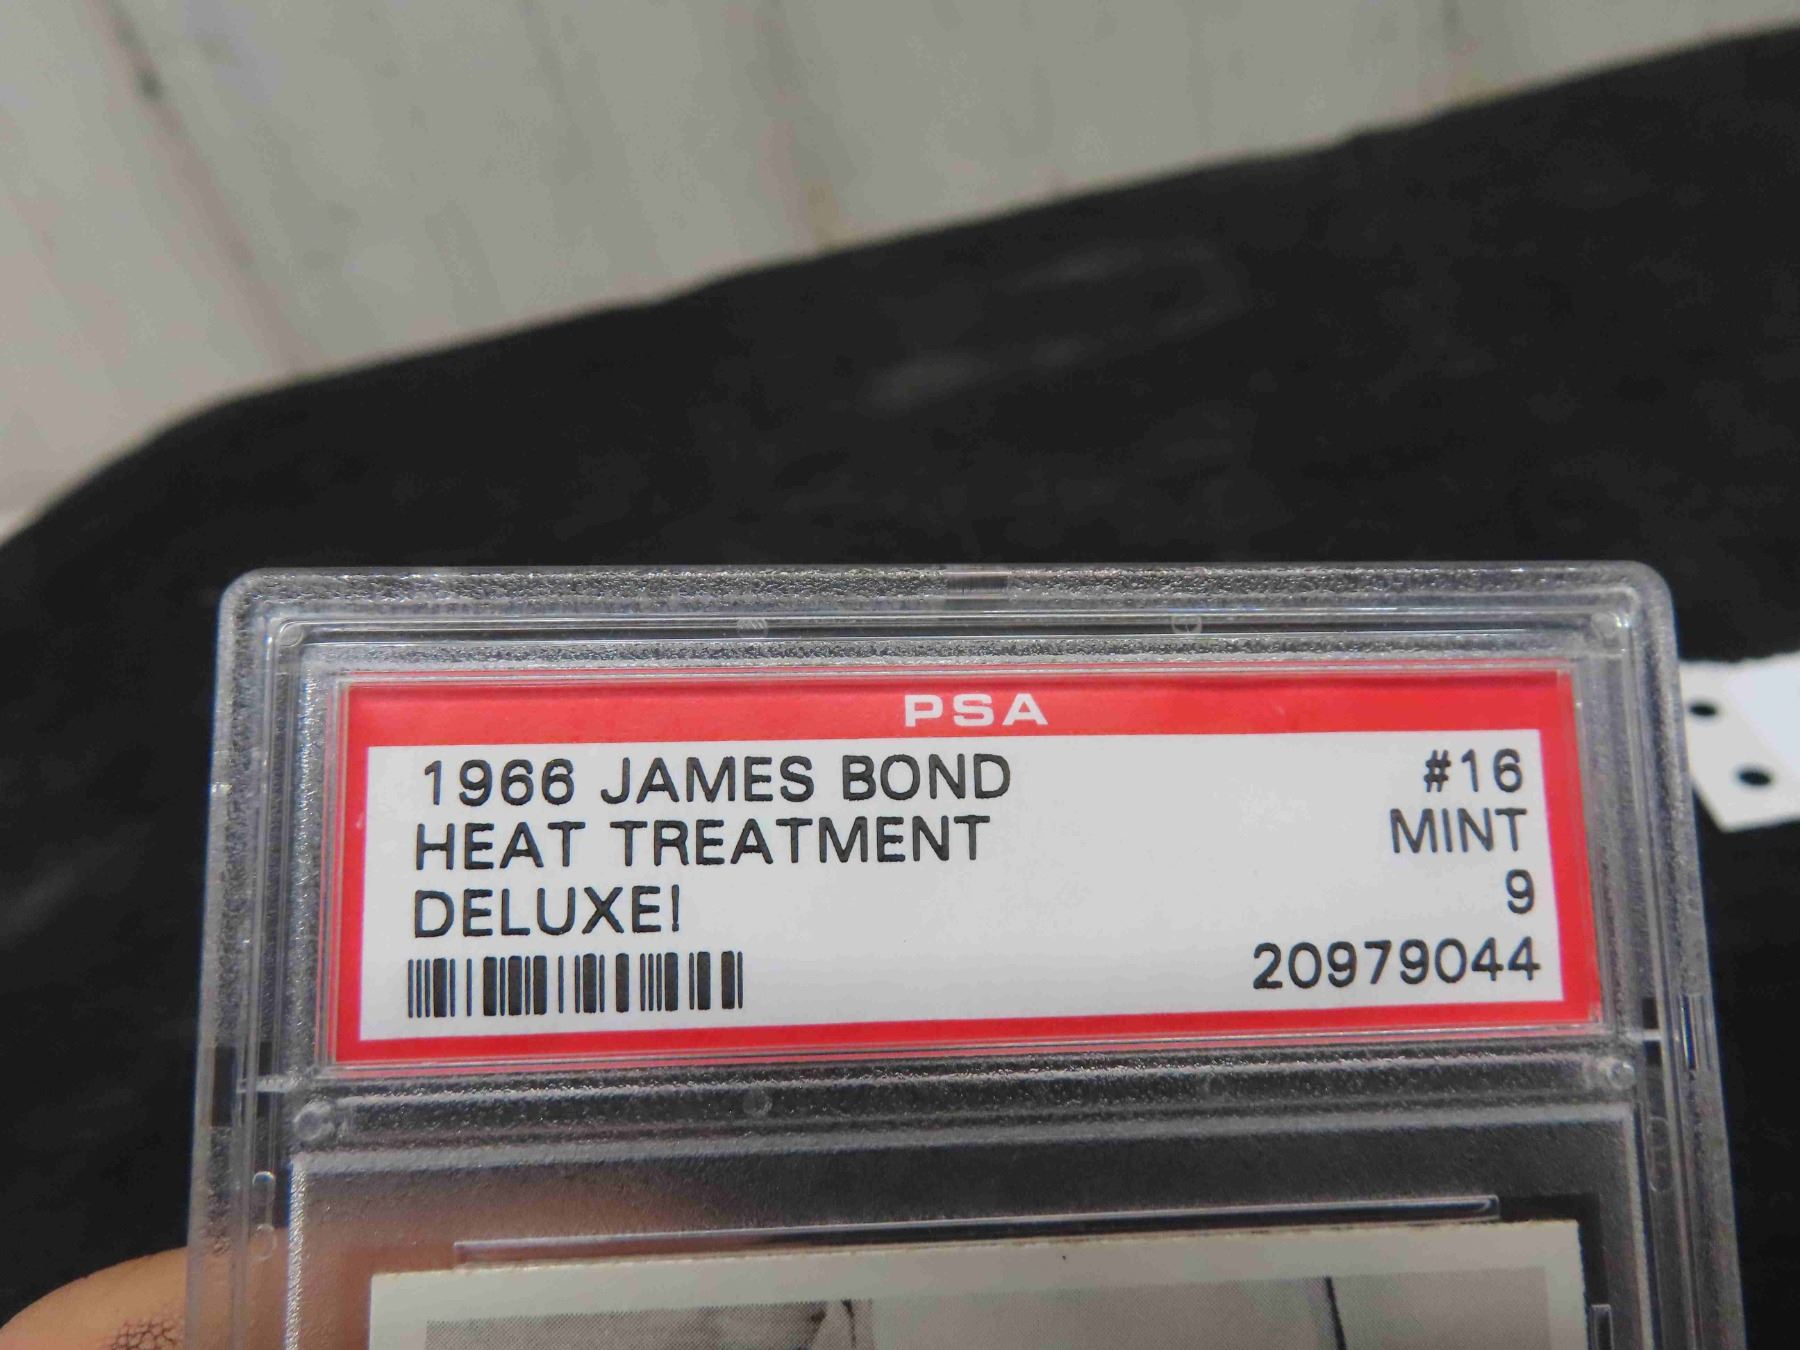 PSA
1966 JAMES BOND #16
HEAT TREATMENT MINT
DELUXE! 9
20979044